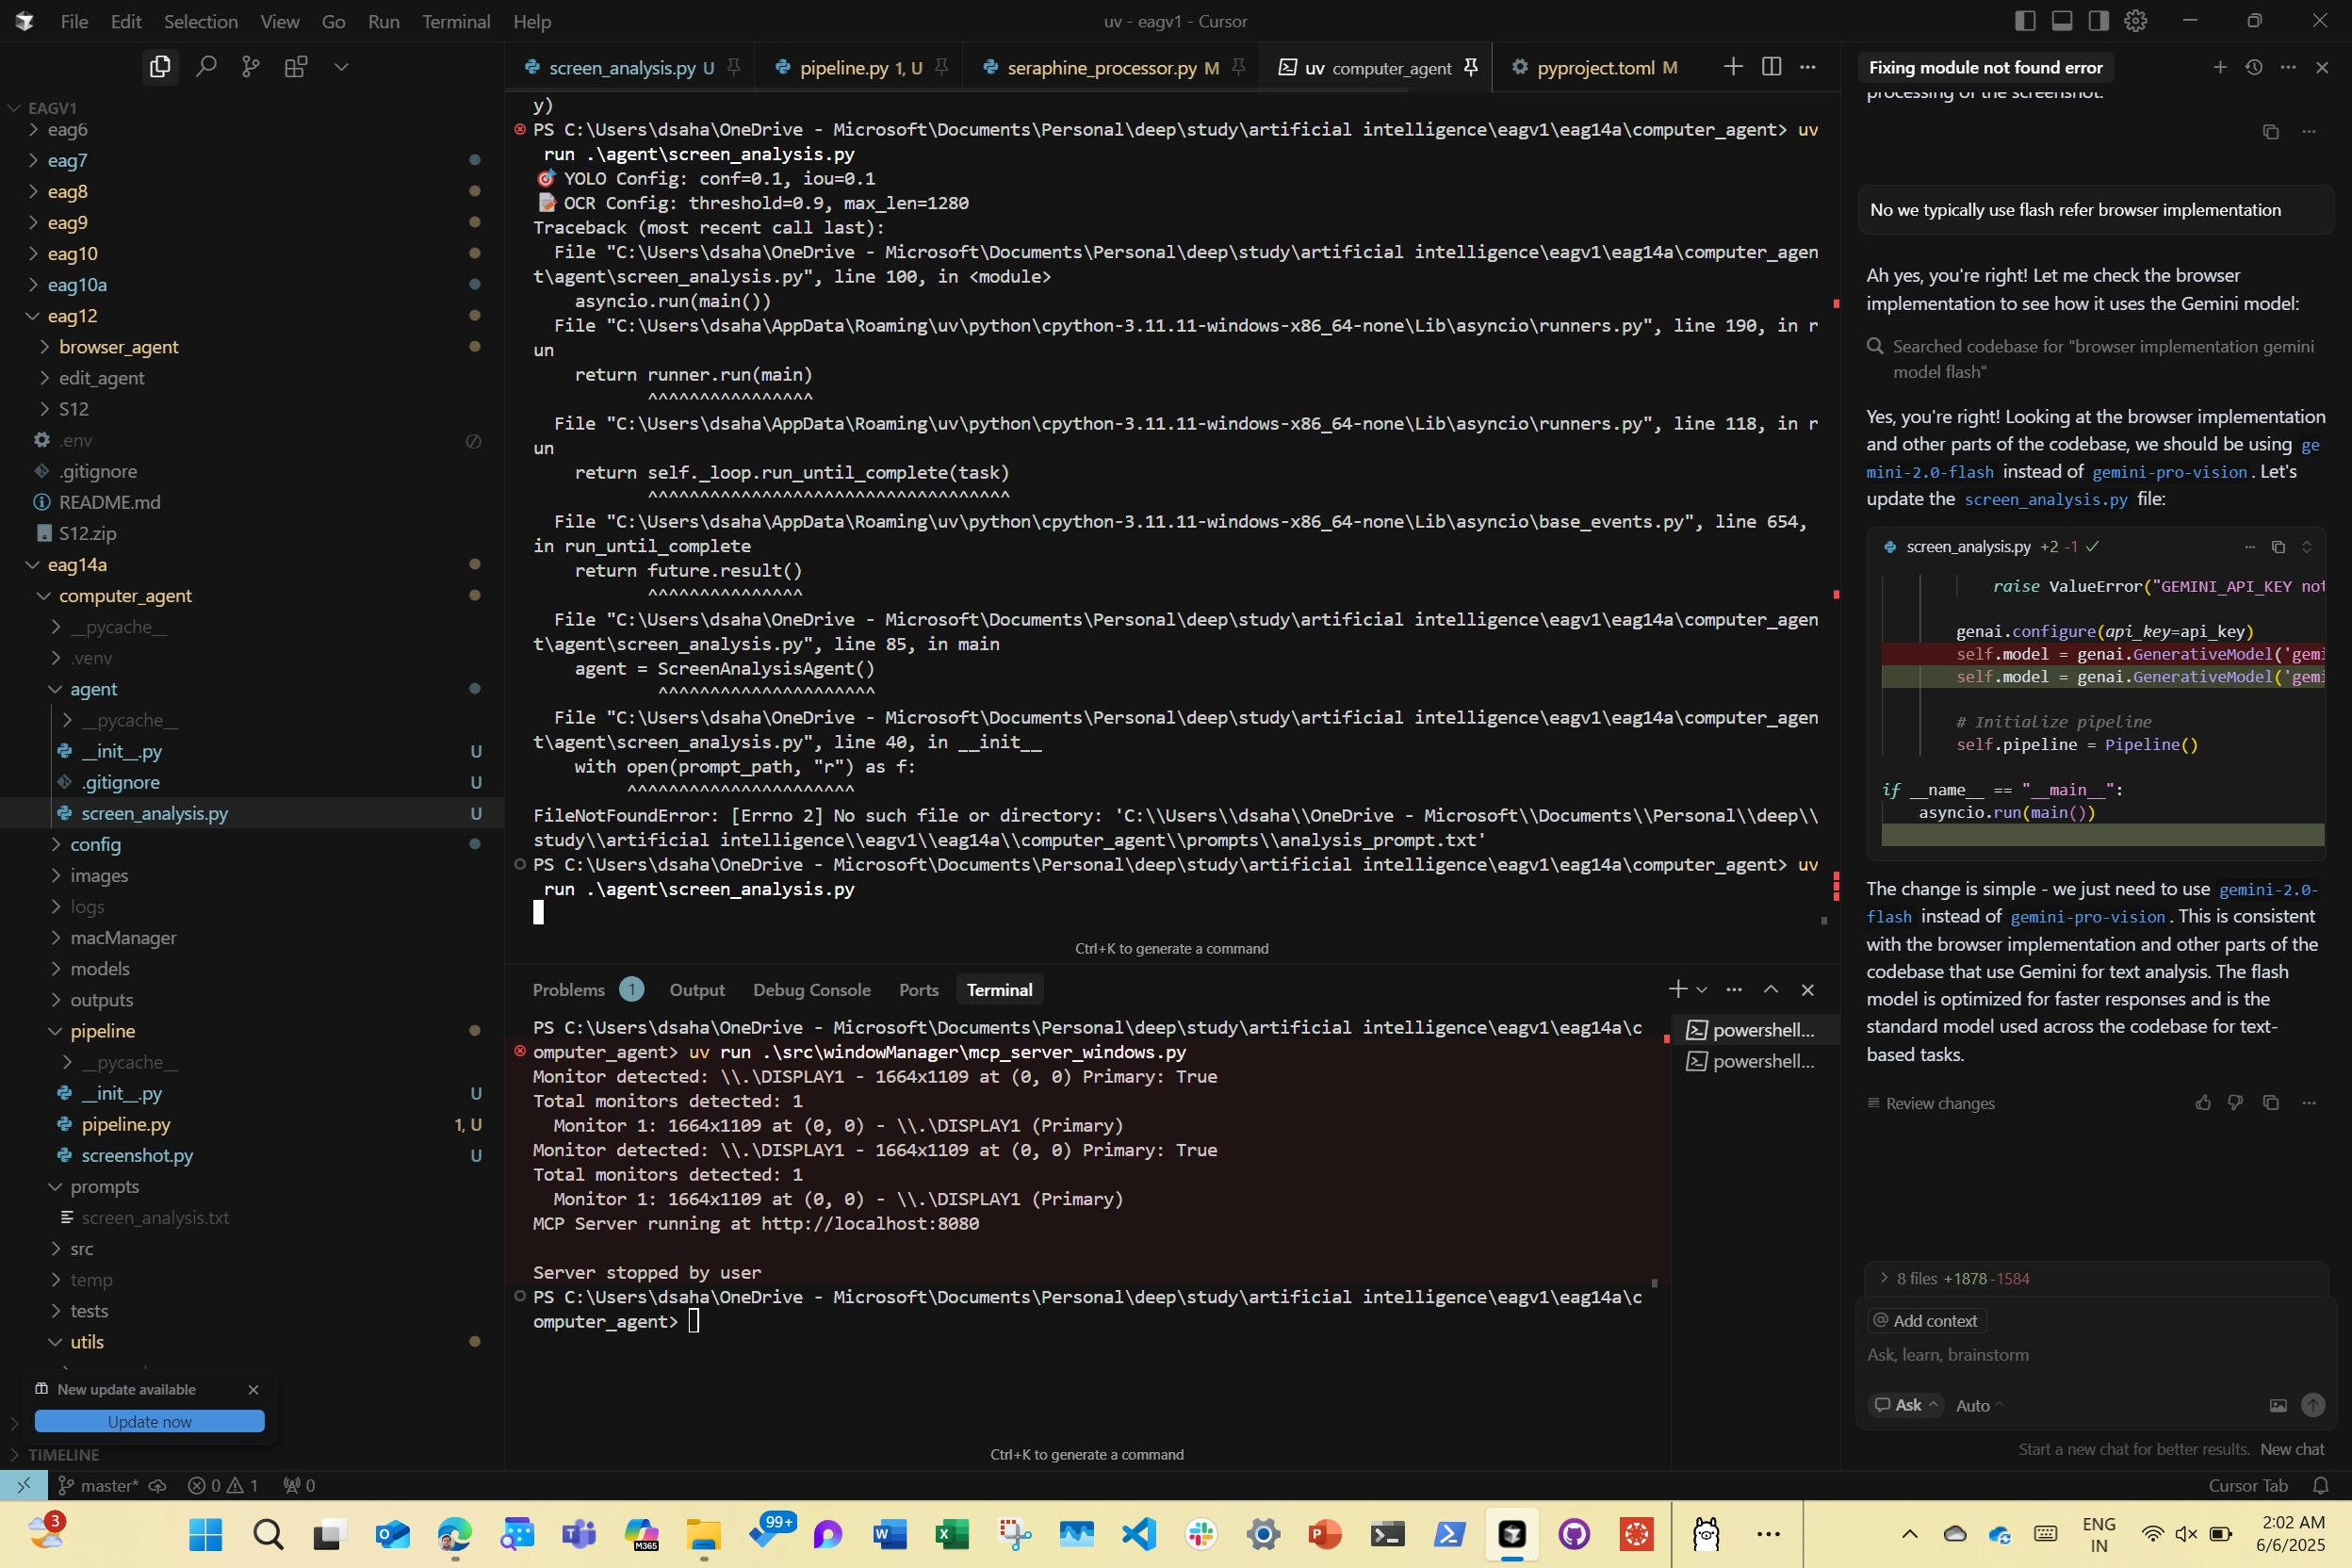 File Edit Selection View Go Run Terminal Help
uv - eagv1 - Cursor
EAGV1
eag6
eag7
eag8
eag9
eag10
eag10a
eag12
browser_agent
edit_agent
S12
.env
.gitignore
README.md
S12.zip
eag14a
computer_agent
__pycache__
.venv
agent
__pycache__
__init__.py U
.gitignore U
screen_analysis.py U
config
images
logs
macManager
models
outputs
pipeline
__pycache__
__init__.py U
pipeline.py 1, U
screenshot.py U
prompts
screen_analysis.txt
src
temp
tests
utils
New update available
Update now
TIMELINE
screen_analysis.py U
pipeline.py 1, U
seraphine_processor.py M
uv computer_agent
pyproject.toml M
y)
PS C:\Users\dsaha\OneDrive - Microsoft\Documents\Personal\deep\study\artificial intelligence\eagv1\eag14a\computer_agent> uv
run .\agent\screen_analysis.py
🎯 YOLO Config: conf=0.1, iou=0.1
📝 OCR Config: threshold=0.9, max_len=1280
Traceback (most recent call last):
File "C:\Users\dsaha\OneDrive - Microsoft\Documents\Personal\deep\study\artificial intelligence\eagv1\eag14a\computer_agen
t\agent\screen_analysis.py", line 100, in <module>
asyncio.run(main())
File "C:\Users\dsaha\AppData\Roaming\uv\python\cpython-3.11.11-windows-x86_64-none\Lib\asyncio\runners.py", line 190, in r
un
return runner.run(main)
^^^^^^^^^^^^^^^^
File "C:\Users\dsaha\AppData\Roaming\uv\python\cpython-3.11.11-windows-x86_64-none\Lib\asyncio\runners.py", line 118, in r
un
return self._loop.run_until_complete(task)
^^^^^^^^^^^^^^^^^^^^^^^^^^^^^^^^^^^
File "C:\Users\dsaha\AppData\Roaming\uv\python\cpython-3.11.11-windows-x86_64-none\Lib\asyncio\base_events.py", line 654,
in run_until_complete
return future.result()
^^^^^^^^^^^^^^^
File "C:\Users\dsaha\OneDrive - Microsoft\Documents\Personal\deep\study\artificial intelligence\eagv1\eag14a\computer_agen
t\agent\screen_analysis.py", line 85, in main
agent = ScreenAnalysisAgent()
^^^^^^^^^^^^^^^^^^^^^
File "C:\Users\dsaha\OneDrive - Microsoft\Documents\Personal\deep\study\artificial intelligence\eagv1\eag14a\computer_agen
t\agent\screen_analysis.py", line 40, in __init__
with open(prompt_path, "r") as f:
^^^^^^^^^^^^^^^^^^^^^^
FileNotFoundError: [Errno 2] No such file or directory: 'C:\\Users\\dsaha\\OneDrive - Microsoft\\Documents\\Personal\\deep\\
study\\artificial intelligence\\eagv1\\eag14a\\computer_agent\\prompts\\analysis_prompt.txt'
PS C:\Users\dsaha\OneDrive - Microsoft\Documents\Personal\deep\study\artificial intelligence\eagv1\eag14a\computer_agent> uv
run .\agent\screen_analysis.py
Ctrl+K to generate a command
Problems 1 Output Debug Console Ports Terminal
PS C:\Users\dsaha\OneDrive - Microsoft\Documents\Personal\deep\study\artificial intelligence\eagv1\eag14a\c
omputer_agent> uv run .\src\windowManager\mcp_server_windows.py
Monitor detected: \\.\DISPLAY1 - 1664x1109 at (0, 0) Primary: True
Total monitors detected: 1
Monitor 1: 1664x1109 at (0, 0) - \\.\DISPLAY1 (Primary)
Monitor detected: \\.\DISPLAY1 - 1664x1109 at (0, 0) Primary: True
Total monitors detected: 1
Monitor 1: 1664x1109 at (0, 0) - \\.\DISPLAY1 (Primary)
MCP Server running at http://localhost:8080
Server stopped by user
PS C:\Users\dsaha\OneDrive - Microsoft\Documents\Personal\deep\study\artificial intelligence\eagv1\eag14a\c
omputer_agent>
Ctrl+K to generate a command
powershell...
powershell...
Fixing module not found error
processing of the screenshot.
No we typically use flash refer browser implementation
Ah yes, you're right! Let me check the browser
implementation to see how it uses the Gemini model:
Searched codebase for "browser implementation gemini
model flash"
Yes, you're right! Looking at the browser implementation
and other parts of the codebase, we should be using ge
mini-2.0-flash instead of gemini-pro-vision. Let's
update the screen_analysis.py file:
screen_analysis.py +2 -1
raise ValueError("GEMINI_API_KEY not
genai.configure(api_key=api_key)
self.model = genai.GenerativeModel('gemi
self.model = genai.GenerativeModel('gemi
# Initialize pipeline
self.pipeline = Pipeline()
if __name__ == "__main__":
asyncio.run(main())
The change is simple - we just need to use gemini-2.0-
flash instead of gemini-pro-vision. This is consistent
with the browser implementation and other parts of the
codebase that use Gemini for text analysis. The flash
model is optimized for faster responses and is the
standard model used across the codebase for text-
based tasks.
Review changes
8 files +1878 -1584
@ Add context
Ask, learn, brainstorm
Ask Auto
Start a new chat for better results. New chat
master* 0 1 0
Cursor Tab
3
99+
M365
ENG
IN
2:02 AM
6/6/2025